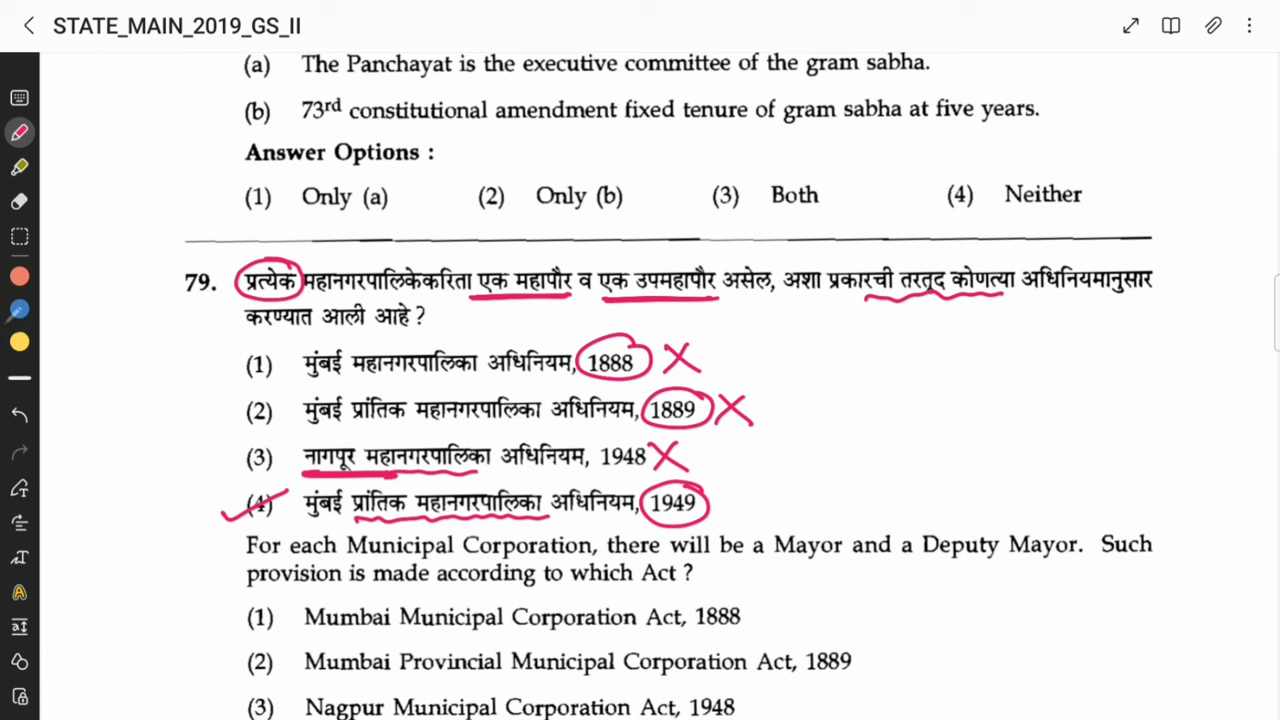 STATE_MAIN_2019_GS_II
(a) The Panchayat is the executive committee of the gram sabha.
(b) 73rd constitutional amendment fixed tenure of gram sabha at five years.
Answer Options :
(1) Only (a) (2) Only (b) (3) Both (4) Neither
79. प्रत्येक महानगरपालिकेकरिता एक महापौर व एक उपमहापौर असेल, अशा प्रकारची तरतूद कोणत्या अधिनियमानुसार
करण्यात आली आहे ?
(1) मुंबई महानगरपालिका अधिनियम, 1888
(2) मुंबई प्रांतिक महानगरपालिका अधिनियम, 1889
(3) नागपूर महानगरपालिका अधिनियम, 1948
(4) मुंबई प्रांतिक महानगरपालिका अधिनियम, 1949
For each Municipal Corporation, there will be a Mayor and a Deputy Mayor. Such
provision is made according to which Act ?
(1) Mumbai Municipal Corporation Act, 1888
(2) Mumbai Provincial Municipal Corporation Act, 1889
(3) Nagpur Municipal Corporation Act, 1948